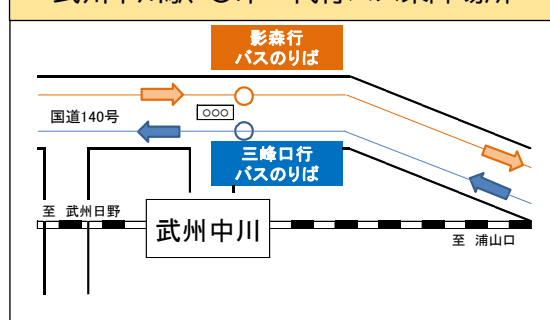 影森行
バスのりば
国道140号
三峰口行
バスのりば
至 武州日野
武州中川
至 浦山口